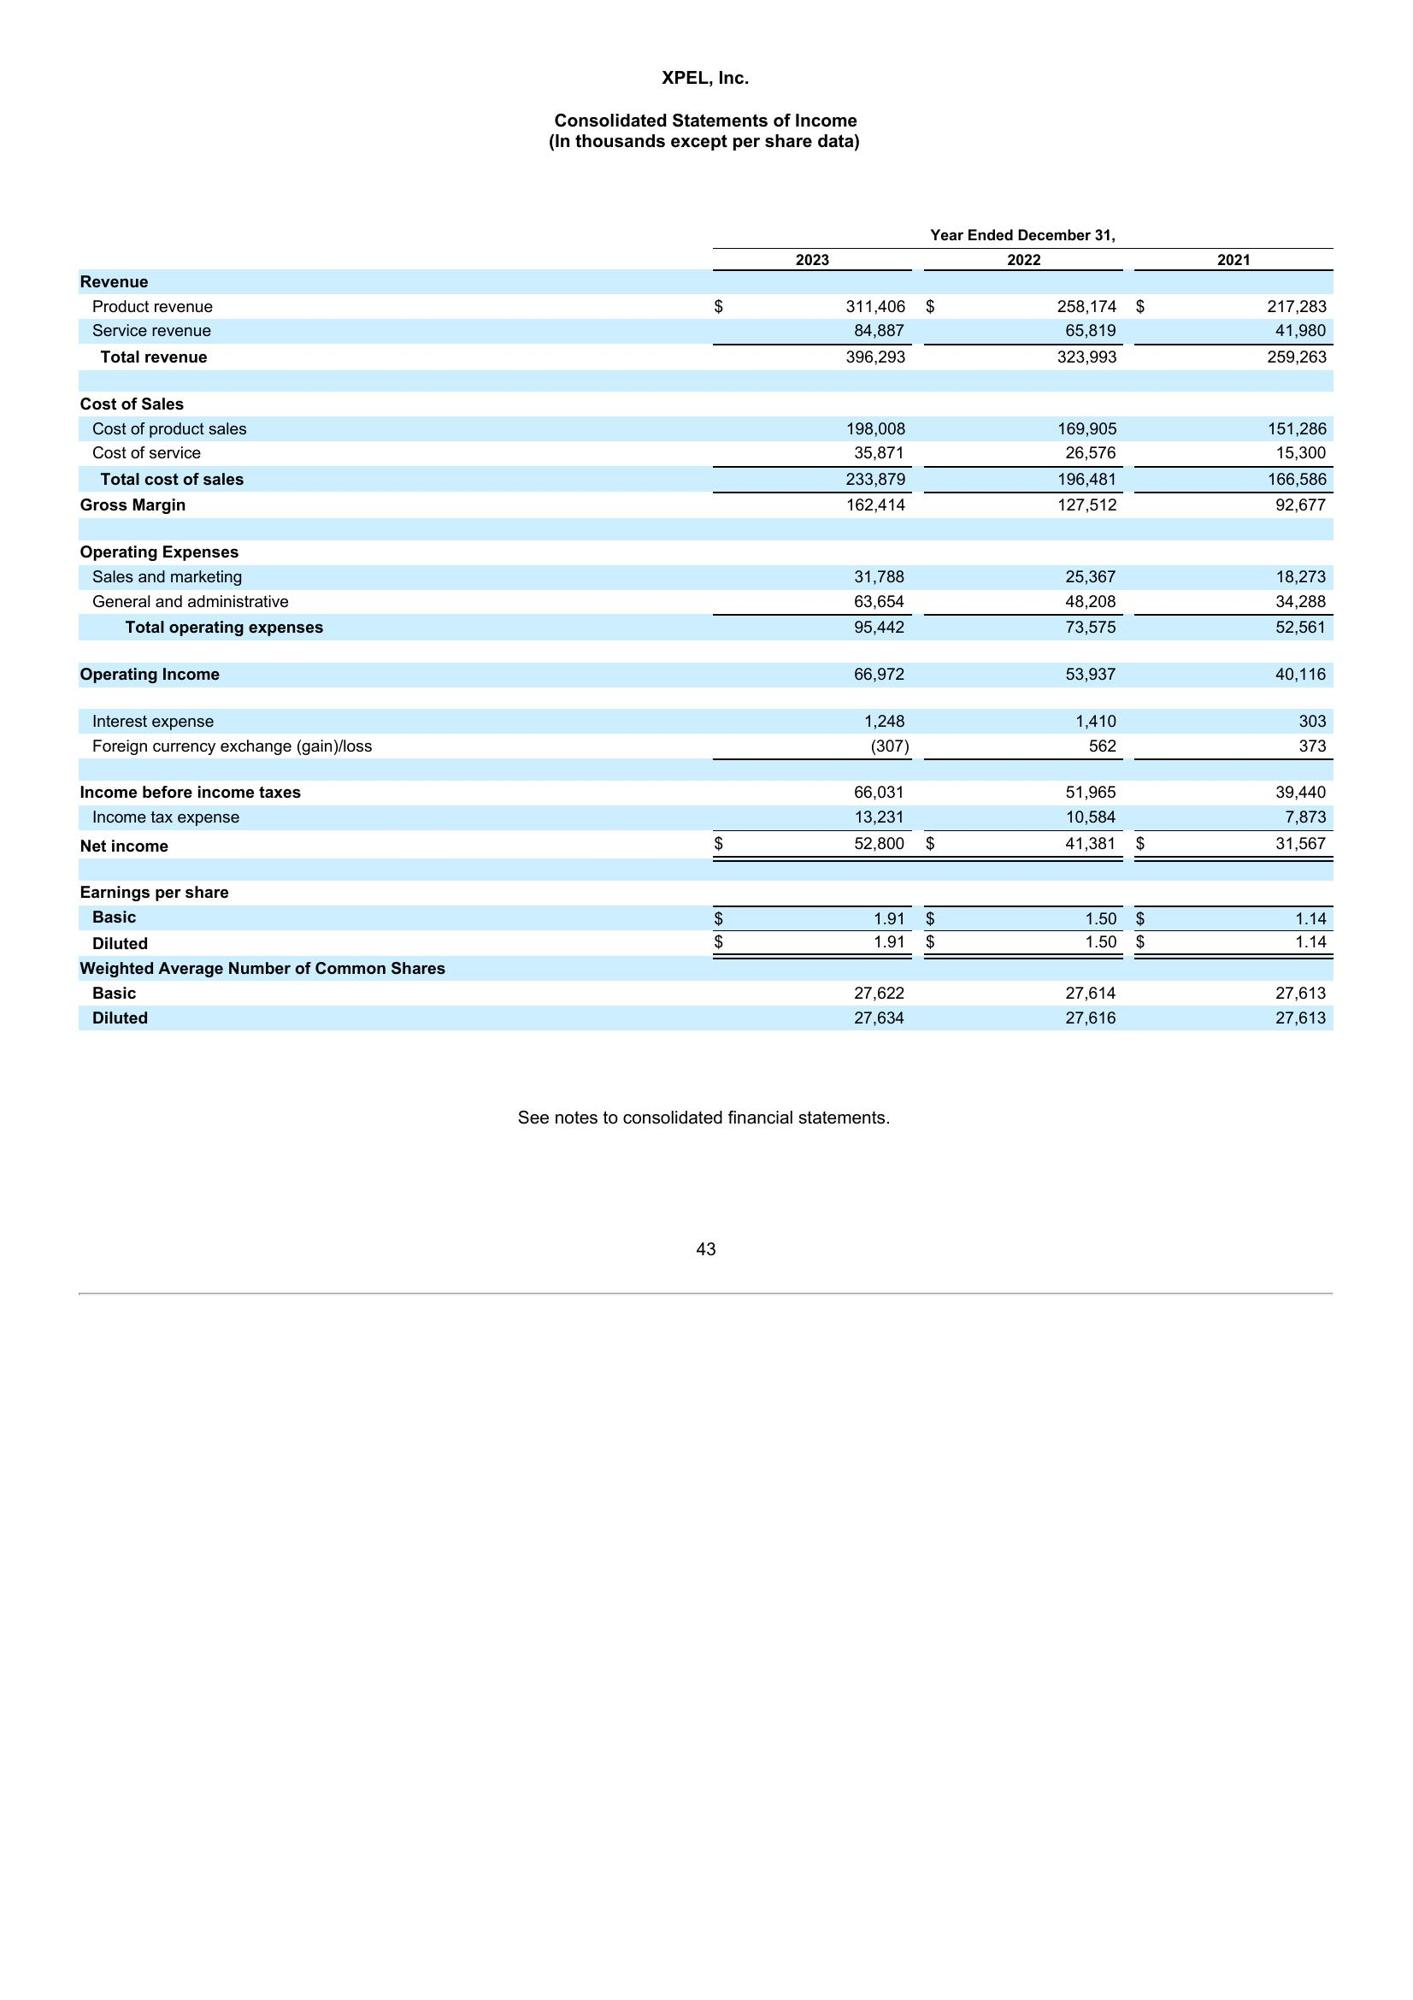 XPEL, Inc.
Consolidated Statements of Income
(In thousands except per share data)
Year Ended December 31,
2023 2022 2021
Revenue
Product revenue $ 311,406 $ 258,174 $ 217,283
Service revenue 84,887 65,819 41,980
Total revenue 396,293 323,993 259,263
Cost of Sales
Cost of product sales 198,008 169,905 151,286
Cost of service 35,871 26,576 15,300
Total cost of sales 233,879 196,481 166,586
Gross Margin 162,414 127,512 92,677
Operating Expenses
Sales and marketing 31,788 25,367 18,273
General and administrative 63,654 48,208 34,288
Total operating expenses 95,442 73,575 52,561
Operating Income 66,972 53,937 40,116
Interest expense 1,248 1,410 303
Foreign currency exchange (gain)/loss (307) 562 373
Income before income taxes 66,031 51,965 39,440
Income tax expense 13,231 10,584 7,873
Net income $ 52,800 $ 41,381 $ 31,567
Earnings per share
Basic $ 1.91 $ 1.50 $ 1.14
Diluted $ 1.91 $ 1.50 $ 1.14
Weighted Average Number of Common Shares
Basic 27,622 27,614 27,613
Diluted 27,634 27,616 27,613
See notes to consolidated financial statements.
43